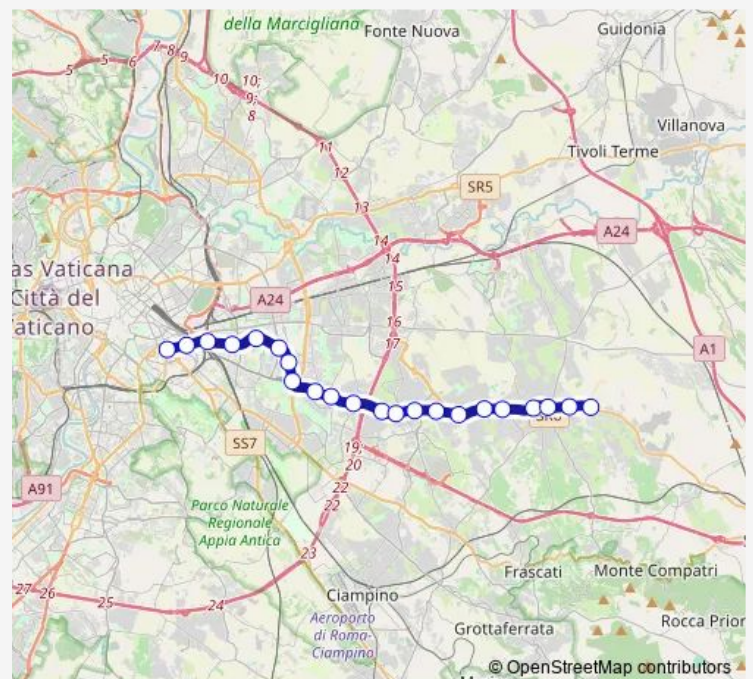 della Marcigliana
Fonte Nuova
Guidonia
5
5
6
7
8
9
10
10;
9;
8
11
12
13
14
14
15
16
17
Villanova
Tivoli Terme
SR5
A24
A24
A1
as Vaticana
Città del
Vaticano
SS7
A91
19;
20
22
22
23
24
25
26
27
Parco Naturale
Regionale
Appia Antica
Ciampino
Aeroporto
di Roma-
Ciampino
Frascati
Monte Compatri
Grottaferrata
Rocca Prior
© OpenStreetMap contributors